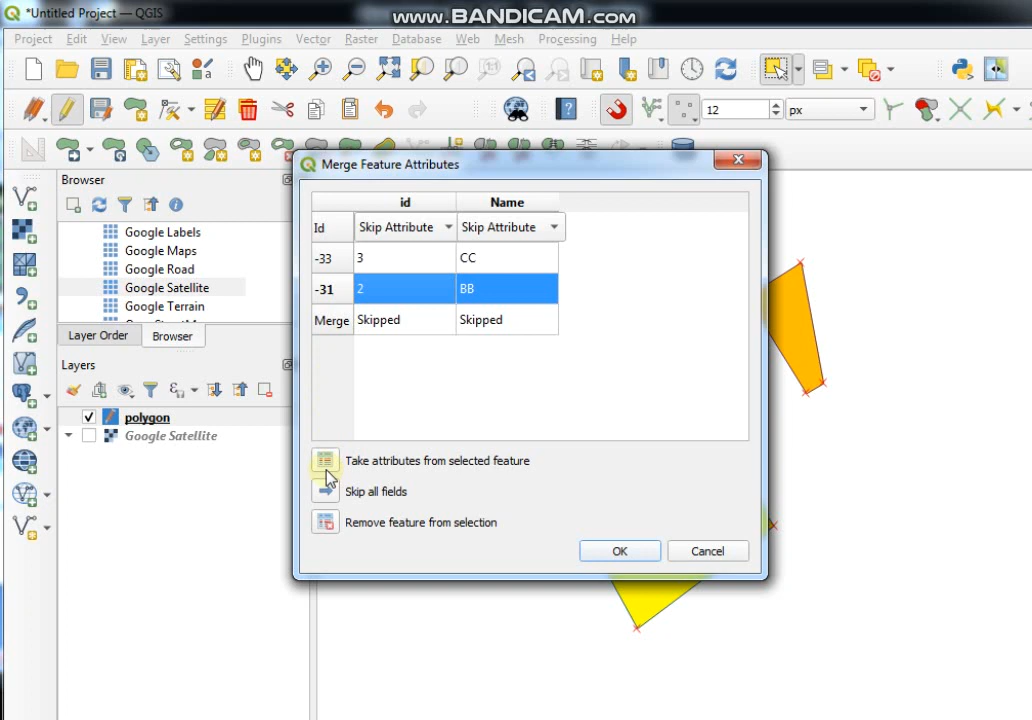 *Untitled Project — QGIS
www.BANDICAM.com
Project Edit View Layer Settings Plugins Vector Raster Database Web Mesh Processing Help
12 px
Browser
Google Labels
Google Maps
Google Road
Google Satellite
Google Terrain
Layer Order Browser
Layers
polygon
Google Satellite
Merge Feature Attributes
id Name
Id Skip Attribute Skip Attribute
-33 3 CC
-31 2 BB
Merge Skipped Skipped
Take attributes from selected feature
Skip all fields
Remove feature from selection
OK Cancel